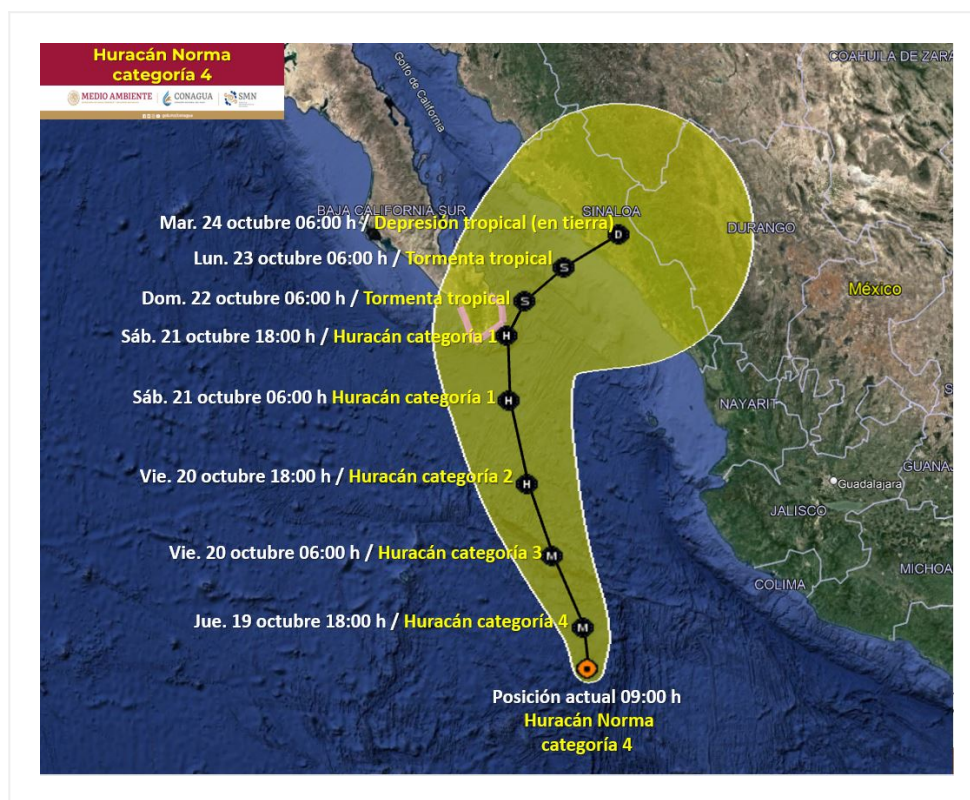 Huracán Norma
categoría 4
MEDIO AMBIENTE
CONAGUA
SMN
COAHUILA DE ZARA
Golfo de California
BAJA CALIFORNIA SUR
SINALOA
DURANGO
Mar. 24 octubre 06:00 h / Depresión tropical (en tierra)
D
Lun. 23 octubre 06:00 h / Tormenta tropical
S
México
Dom. 22 octubre 06:00 h / Tormenta tropical
S
Sáb. 21 octubre 18:00 h / Huracán categoría 1
H
Sáb. 21 octubre 06:00 h Huracán categoría 1
H
NAYARIT
Vie. 20 octubre 18:00 h / Huracán categoría 2
H
GUANA
Guadalajara
JALISCO
Vie. 20 octubre 06:00 h / Huracán categoría 3
M
MICHOA
COLIMA
Jue. 19 octubre 18:00 h / Huracán categoría 4
M
Posición actual 09:00 h
Huracán Norma
categoría 4